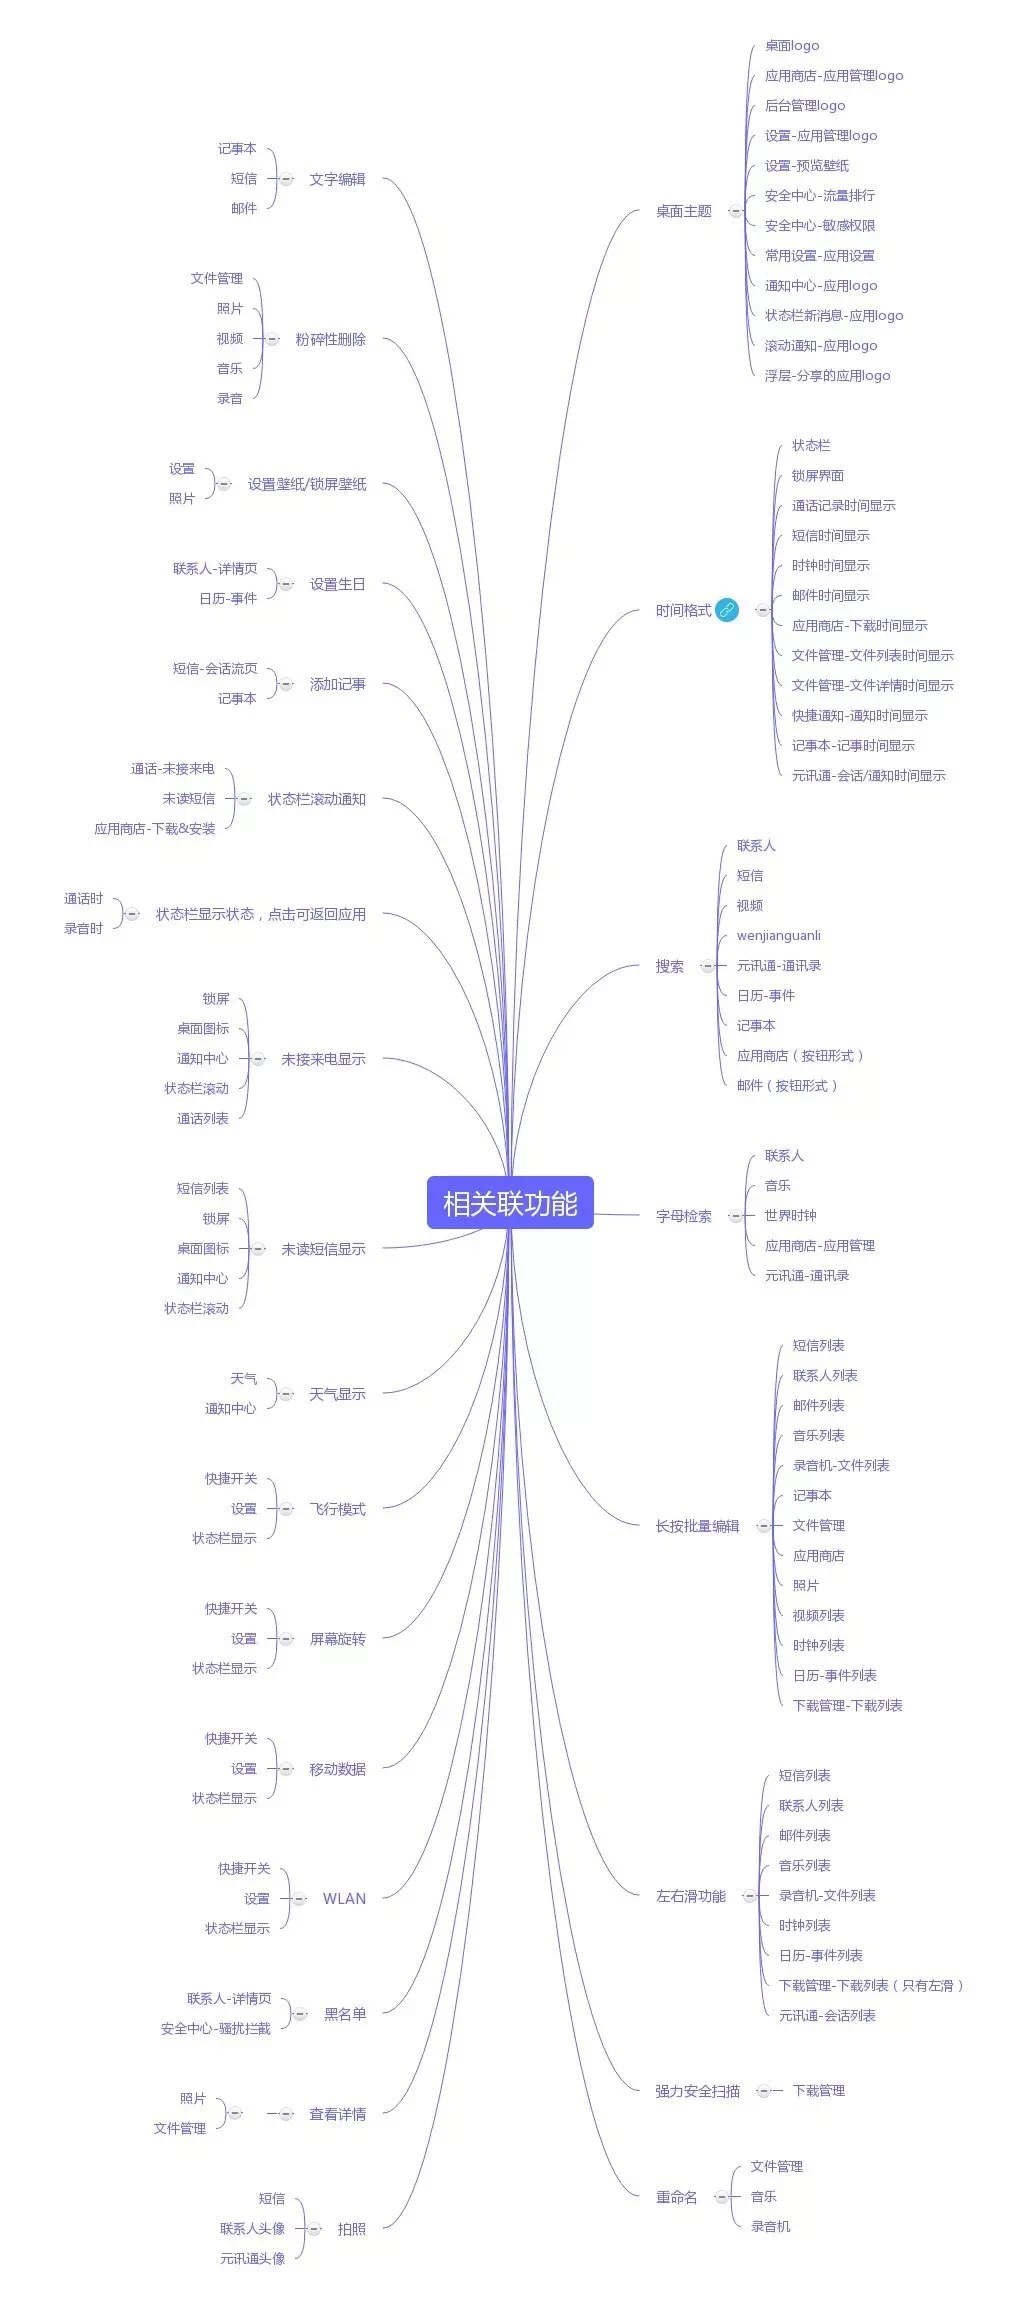 相关联功能
文字编辑
记事本
短信
邮件
粉碎性删除
文件管理
照片
视频
音乐
录音
设置壁纸/锁屏壁纸
设置
照片
设置生日
联系人-详情页
日历-事件
添加记事
短信-会话流页
记事本
状态栏滚动通知
通话-未接来电
未读短信
应用商店-下载&安装
状态栏显示状态，点击可返回应用
通话时
录音时
未接来电显示
锁屏
桌面图标
通知中心
状态栏滚动
通话列表
未读短信显示
短信列表
锁屏
桌面图标
通知中心
状态栏滚动
天气显示
天气
通知中心
飞行模式
快捷开关
设置
状态栏显示
屏幕旋转
快捷开关
设置
状态栏显示
移动数据
快捷开关
设置
状态栏显示
WLAN
快捷开关
设置
状态栏显示
黑名单
联系人-详情页
安全中心-骚扰拦截
查看详情
照片
文件管理
拍照
短信
联系人头像
元讯通头像
桌面主题
桌面logo
应用商店-应用管理logo
后台管理logo
设置-应用管理logo
设置-预览壁纸
安全中心-流量排行
安全中心-敏感权限
常用设置-应用设置
通知中心-应用logo
状态栏新消息-应用logo
滚动通知-应用logo
浮层-分享的应用logo
时间格式
状态栏
锁屏界面
通话记录时间显示
短信时间显示
时钟时间显示
邮件时间显示
应用商店-下载时间显示
文件管理-文件列表时间显示
文件管理-文件详情时间显示
快捷通知-通知时间显示
记事本-记事时间显示
元讯通-会话/通知时间显示
搜索
联系人
短信
视频
wenjianguanli
元讯通-通讯录
日历-事件
记事本
应用商店（按钮形式）
邮件（按钮形式）
字母检索
联系人
音乐
世界时钟
应用商店-应用管理
元讯通-通讯录
长按批量编辑
短信列表
联系人列表
邮件列表
音乐列表
录音机-文件列表
记事本
文件管理
应用商店
照片
视频列表
时钟列表
日历-事件列表
下载管理-下载列表
左右滑功能
短信列表
联系人列表
邮件列表
音乐列表
录音机-文件列表
时钟列表
日历-事件列表
下载管理-下载列表（只有左滑）
元讯通-会话列表
强力安全扫描
下载管理
重命名
文件管理
音乐
录音机